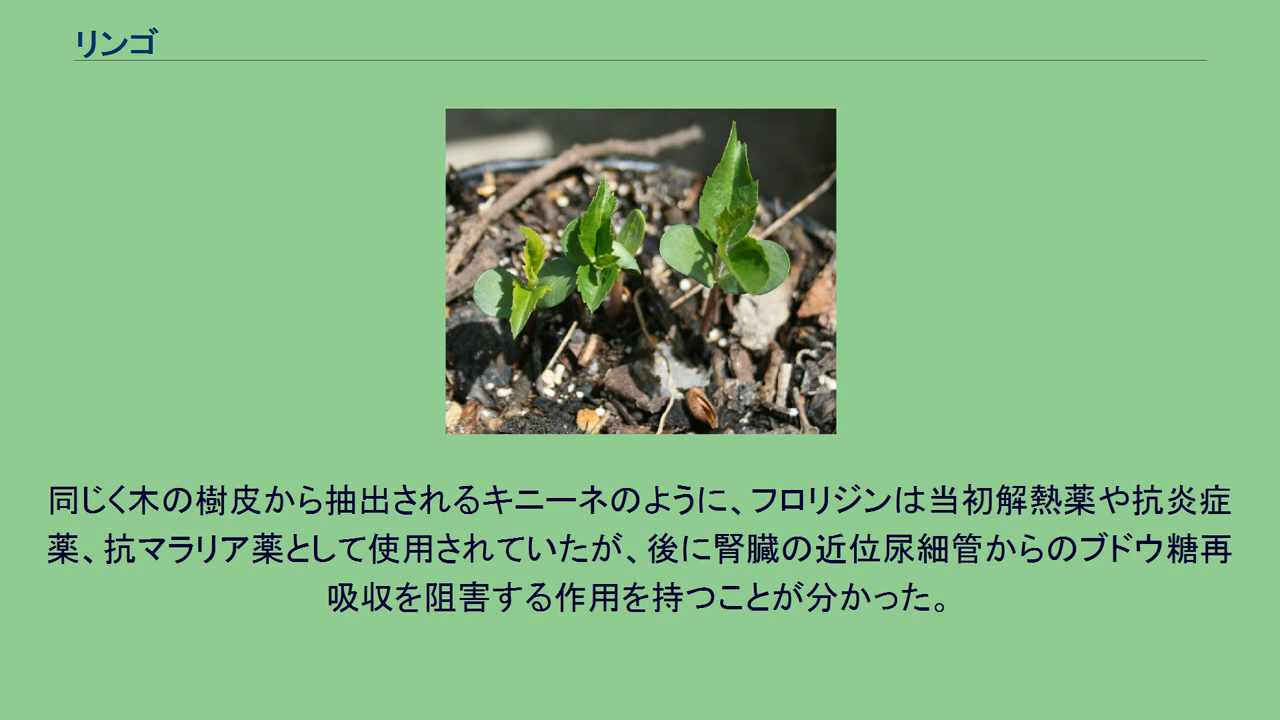 リンゴ
同じく木の樹皮から抽出されるキニーネのように、フロリジンは当初解熱薬や抗炎症
薬、抗マラリア薬として使用されていたが、後に腎臓の近位尿細管からのブドウ糖再
吸収を阻害する作用を持つことが分かった。